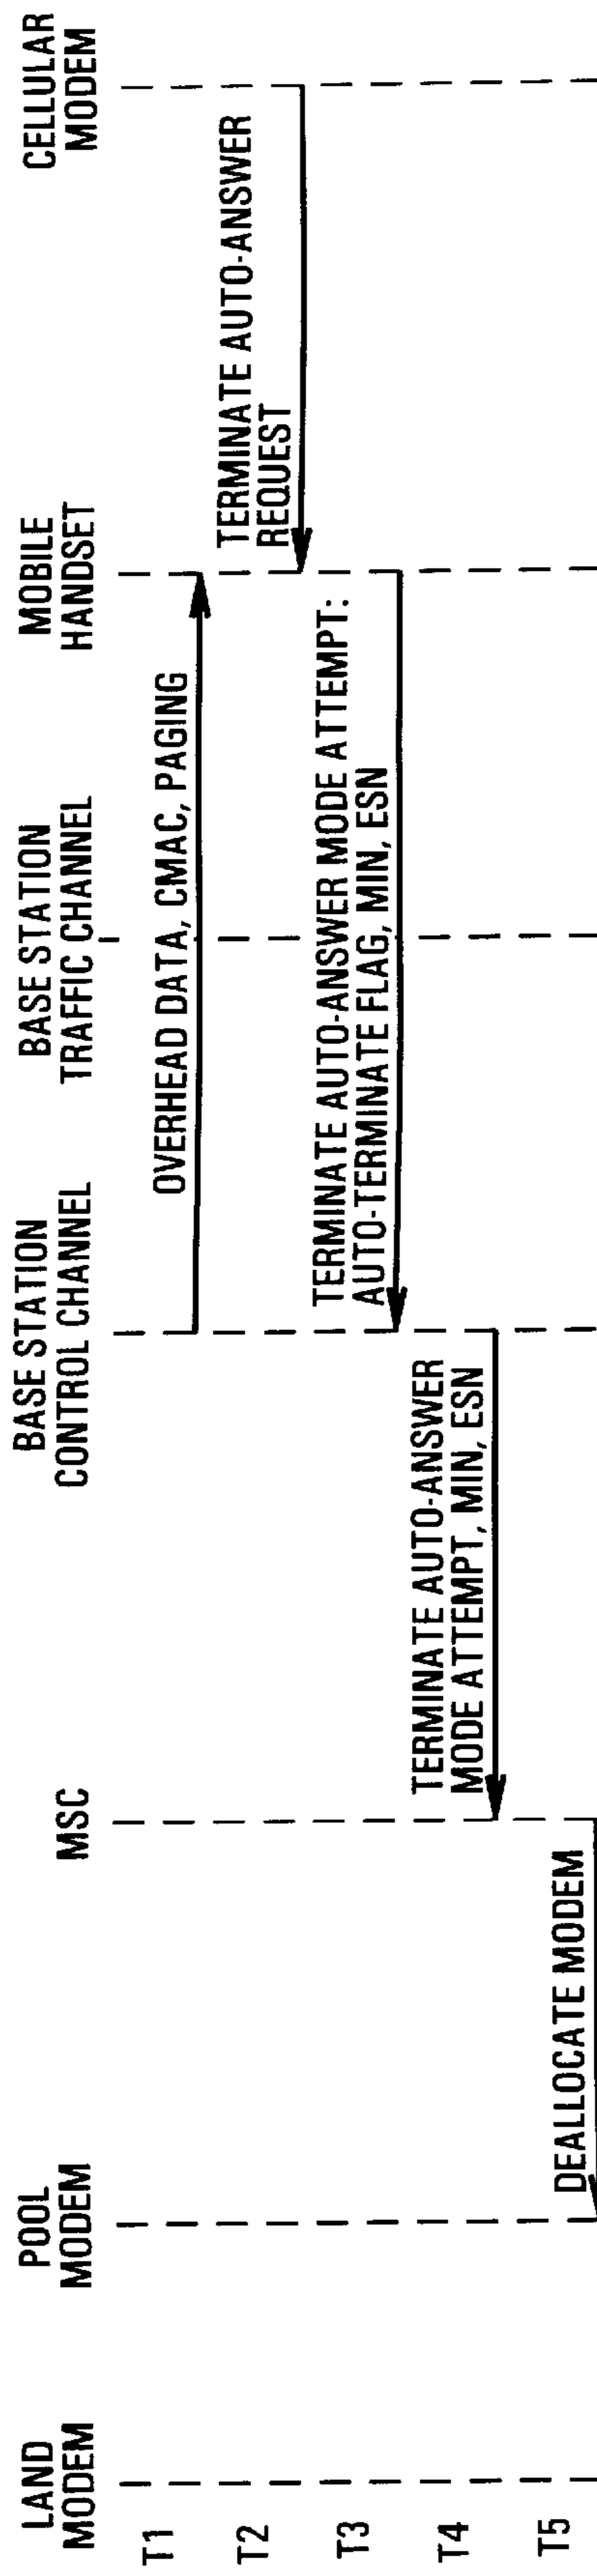 LAND
MODEM
POOL
MODEM
MSC
BASE STATION
CONTROL CHANNEL
BASE STATION
TRAFFIC CHANNEL
MOBILE
HANDSET
CELLULAR
MODEM
T1
OVERHEAD DATA, CMAC, PAGING
T2
TERMINATE AUTO-ANSWER
REQUEST
T3
TERMINATE AUTO-ANSWER MODE ATTEMPT:
AUTO-TERMINATE FLAG, MIN, ESN
T4
TERMINATE AUTO-ANSWER
MODE ATTEMPT, MIN, ESN
T5
DEALLOCATE MODEM